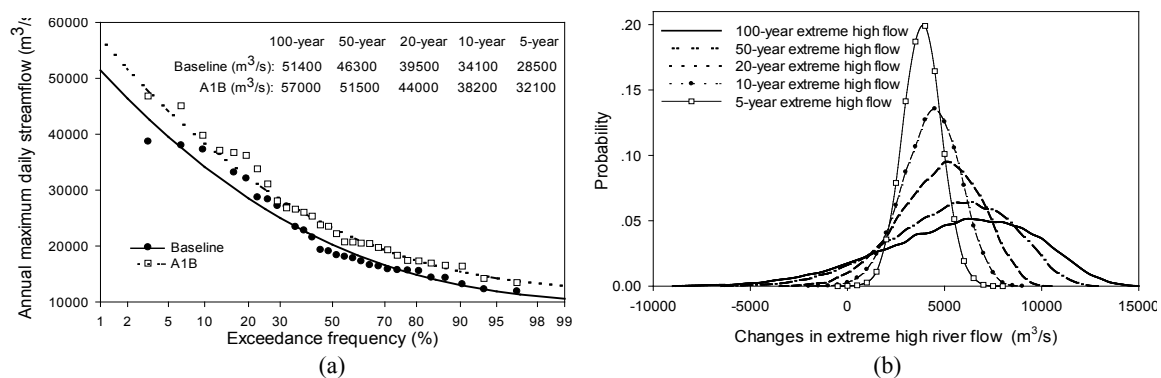 Annual maximum daily streamflow (m³/s)
60000
50000
40000
30000
20000
10000
100-year 50-year 20-year 10-year 5-year
Baseline (m³/s) 51400 46300 39500 34100 28500
A1B (m³/s) 57000 51500 44000 38200 32100
Baseline
A1B
1 2 5 10 20 30 50 70 80 90 95 98 99
Exceedance frequency (%)
(a)
Probability
.20
.15
.10
.05
0.00
100-year extreme high flow
50-year extreme high flow
20-year extreme high flow
10-year extreme high flow
5-year extreme high flow
-10000 -5000 0 5000 10000 15000
Changes in extreme high river flow (m³/s)
(b)